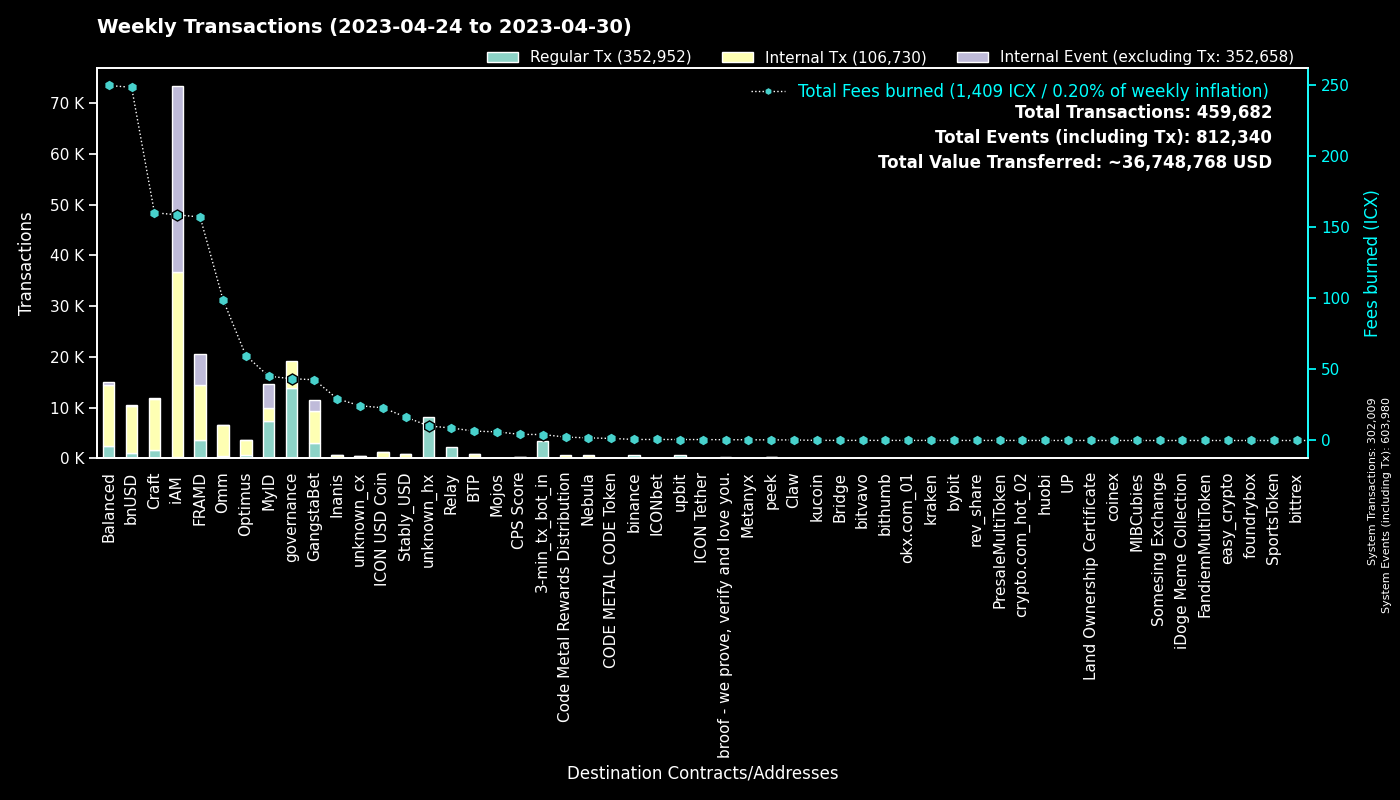 Weekly Transactions (2023-04-24 to 2023-04-30)
Regular Tx (352,952)
Internal Tx (106,730)
Internal Event (excluding Tx: 352,658)
Total Fees burned (1,409 ICX / 0.20% of weekly inflation)
Total Transactions: 459,682
Total Events (including Tx): 812,340
Total Value Transferred: ~36,748,768 USD
Transactions
70 K
60 K
50 K
40 K
30 K
20 K
10 K
0 K
250
200
150
100
50
0
Fees burned (ICX)
System Transactions: 302,009
System Events (including Tx): 603,980
Balanced
bnUSD
Craft
iAM
FRAMD
Omm
Optimus
MyID
governance
GangstaBet
Inanis
unknown_cx
ICON USD Coin
Stably_USD
unknown_hx
Relay
BTP
Mojos
CPS Score
3-min_tx_bot_in
Code Metal Rewards Distribution
Nebula
CODE METAL CODE Token
binance
ICONbet
upbit
ICON Tether
broof - we prove, verify and love you.
Metanyx
peek
Claw
kucoin
Bridge
bitvavo
bithumb
okx.com_01
kraken
bybit
rev_share
PresaleMultiToken
crypto.com_hot_02
huobi
UP
Land Ownership Certificate
coinex
MIBCubies
Somesing Exchange
iDoge Meme Collection
FandiemMultiToken
easy_crypto
foundrybox
SportsToken
bittrex
Destination Contracts/Addresses